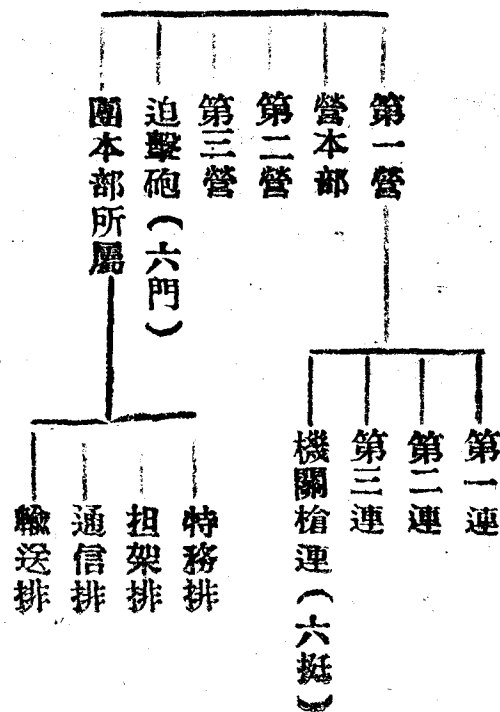 第一營
營本部
第二營
第三營
迫擊砲(六門)
團本部所屬
第一連
第二連
第三連
機關槍連(六挺)
特務排
担架排
通信排
輸送排